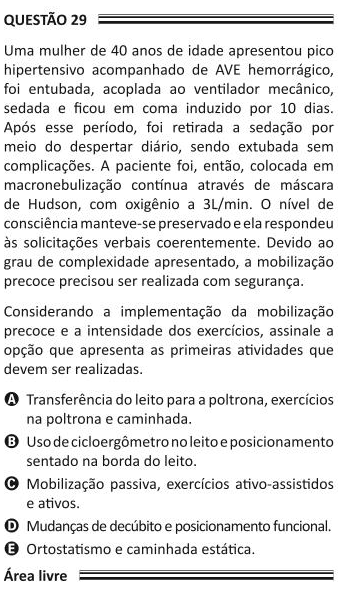 QUESTÃO 29
Uma mulher de 40 anos de idade apresentou pico
hipertensivo acompanhado de AVE hemorrágico,
foi entubada, acoplada ao ventilador mecânico,
sedada e ficou em coma induzido por 10 dias.
Após esse período, foi retirada a sedação por
meio do despertar diário, sendo extubada sem
complicações. A paciente foi, então, colocada em
macronebulização contínua através de máscara
de Hudson, com oxigênio a 3L/min. O nível de
consciência manteve-se preservado e ela respondeu
às solicitações verbais coerentemente. Devido ao
grau de complexidade apresentado, a mobilização
precoce precisou ser realizada com segurança.
Considerando a implementação da mobilização
precoce e a intensidade dos exercícios, assinale a
opção que apresenta as primeiras atividades que
devem ser realizadas.
A Transferência do leito para a poltrona, exercícios
na poltrona e caminhada.
B Uso de cicloergômetro no leito e posicionamento
sentado na borda do leito.
C Mobilização passiva, exercícios ativo-assistidos
e ativos.
D Mudanças de decúbito e posicionamento funcional.
E Ortostatismo e caminhada estática.
Área livre